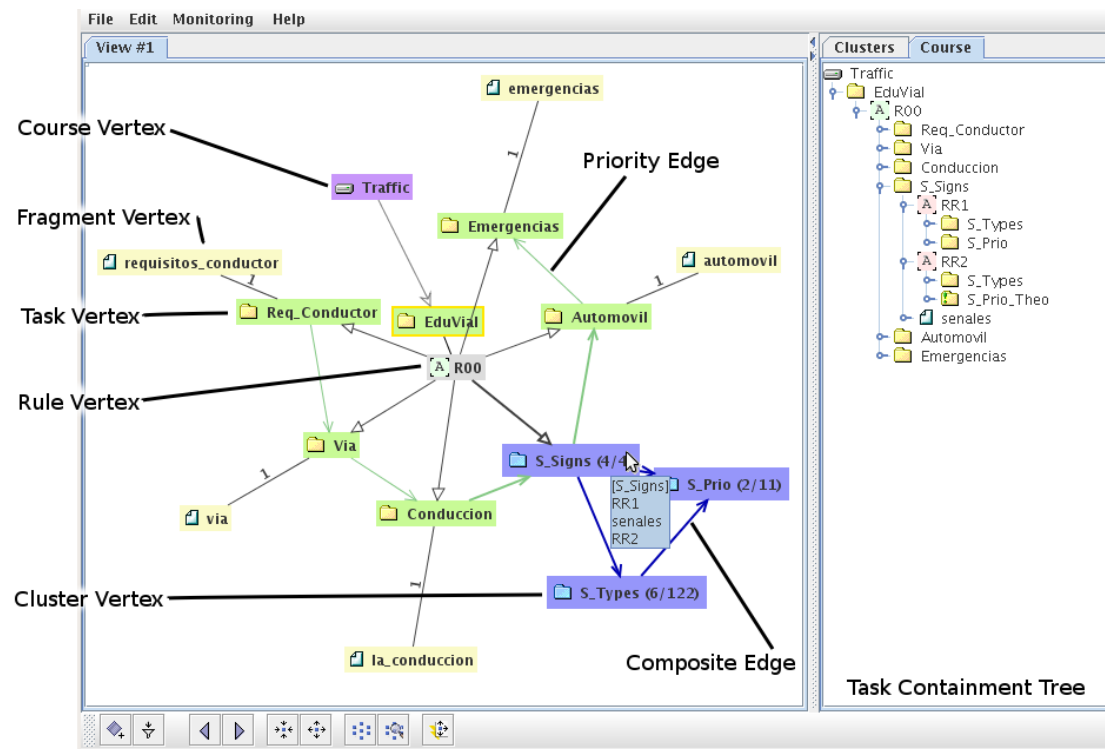 File Edit Monitoring Help
View #1
Clusters Course
emergencias
Course Vertex
Priority Edge
Traffic
Fragment Vertex
Emergencias
requisitos_conductor
1
1
automovil
1
Task Vertex
Req_Conductor
EduVial
Automovil
[A] R00
Rule Vertex
Via
1
S_Signs (4/4
S_Prio (2/11)
[S_Signs]
RR1
senales
RR2
via
Conduccion
1
Cluster Vertex
S_Types (6/122)
la_conduccion
Composite Edge
Traffic
EduVial
[A] R00
Req_Conductor
Via
Conduccion
S_Signs
[A] RR1
S_Types
S_Prio
[A] RR2
S_Types
S_Prio_Theo
senales
Automovil
Emergencias
Task Containment Tree